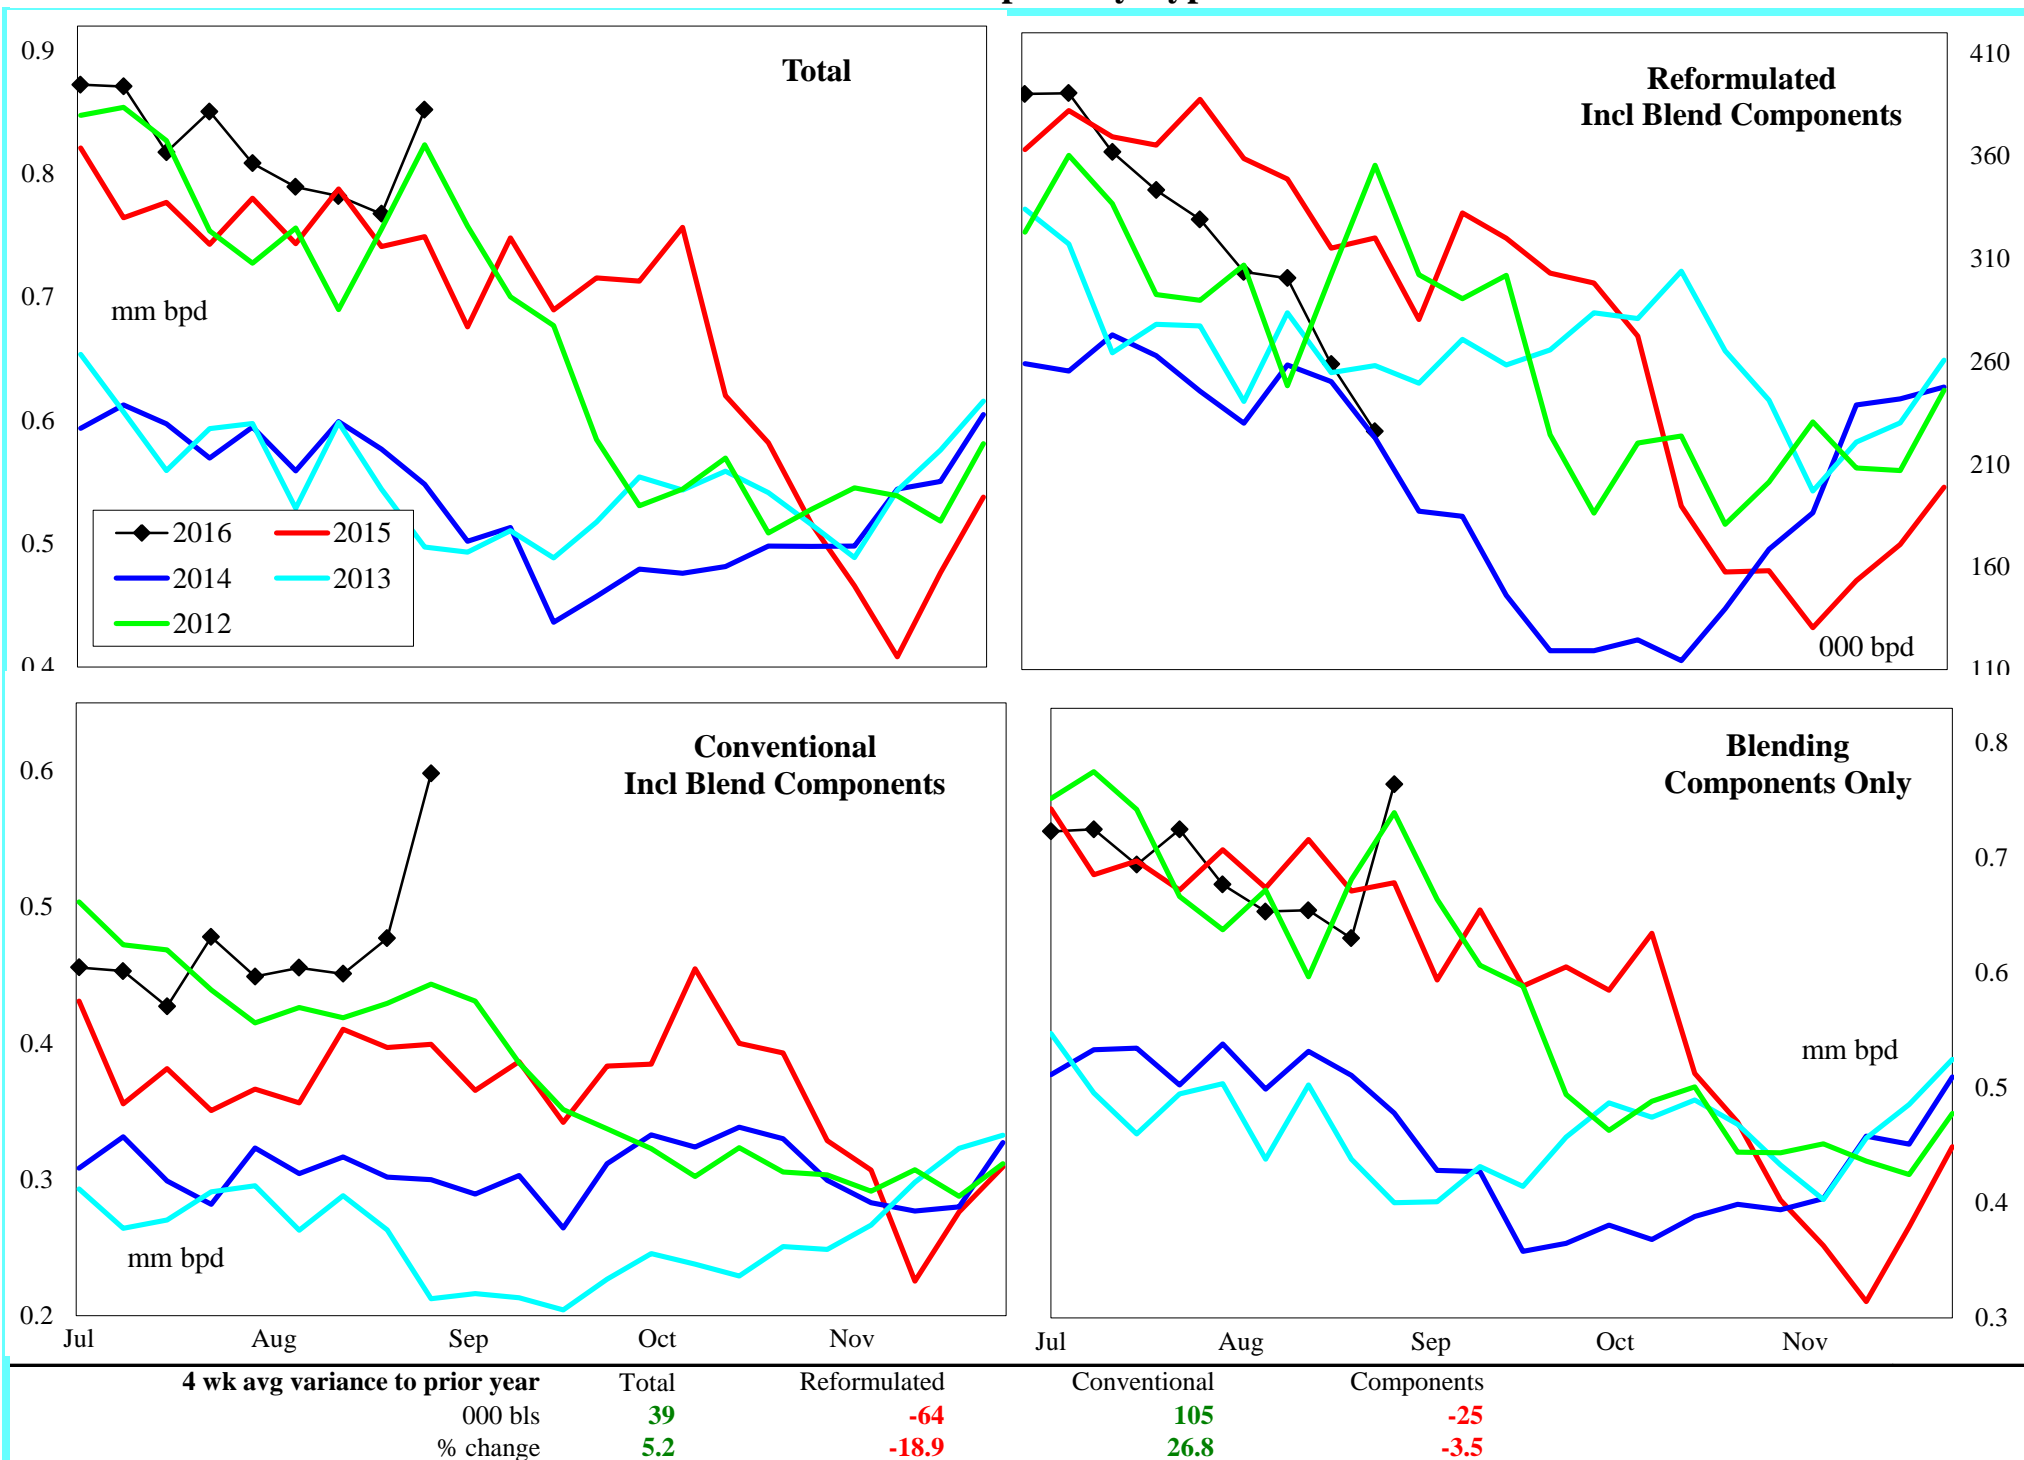 0.9
0.8
0.7
0.6
0.5
0.4
Total
mm bpd
2016
2015
2014
2013
2012
Reformulated
Incl Blend Components
410
360
310
260
210
160
110
000 bpd
Conventional
Incl Blend Components
0.6
0.5
0.4
0.3
0.2
mm bpd
Jul Aug Sep Oct Nov
Blending
Components Only
0.8
0.7
0.6
0.5
0.4
0.3
mm bpd
Jul Aug Sep Oct Nov
4 wk avg variance to prior year Total Reformulated Conventional Components
000 bls 39 -64 105 -25
% change 5.2 -18.9 26.8 -3.5